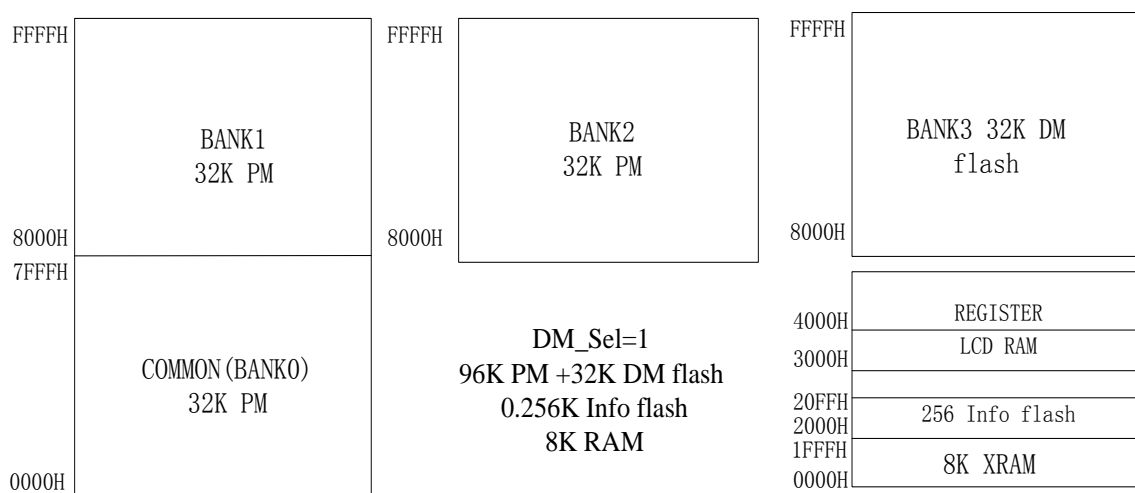 FFFFH
BANK1
32K PM
8000H
7FFFH
COMMON(BANK0)
32K PM
0000H
FFFFH
BANK2
32K PM
8000H
DM_Sel=1
96K PM +32K DM flash
0.256K Info flash
8K RAM
FFFFH
BANK3 32K DM
flash
8000H
REGISTER
4000H
LCD RAM
3000H
20FFH
256 Info flash
2000H
1FFFH
8K XRAM
0000H